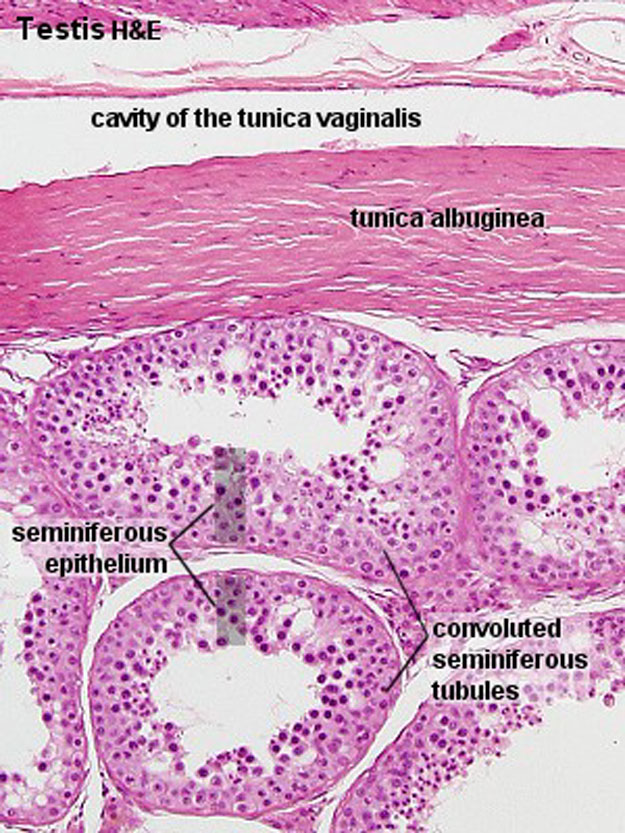 Testis H&E
cavity of the tunica vaginalis
tunica albuginea
seminiferous
epithelium
convoluted
seminiferous
tubules